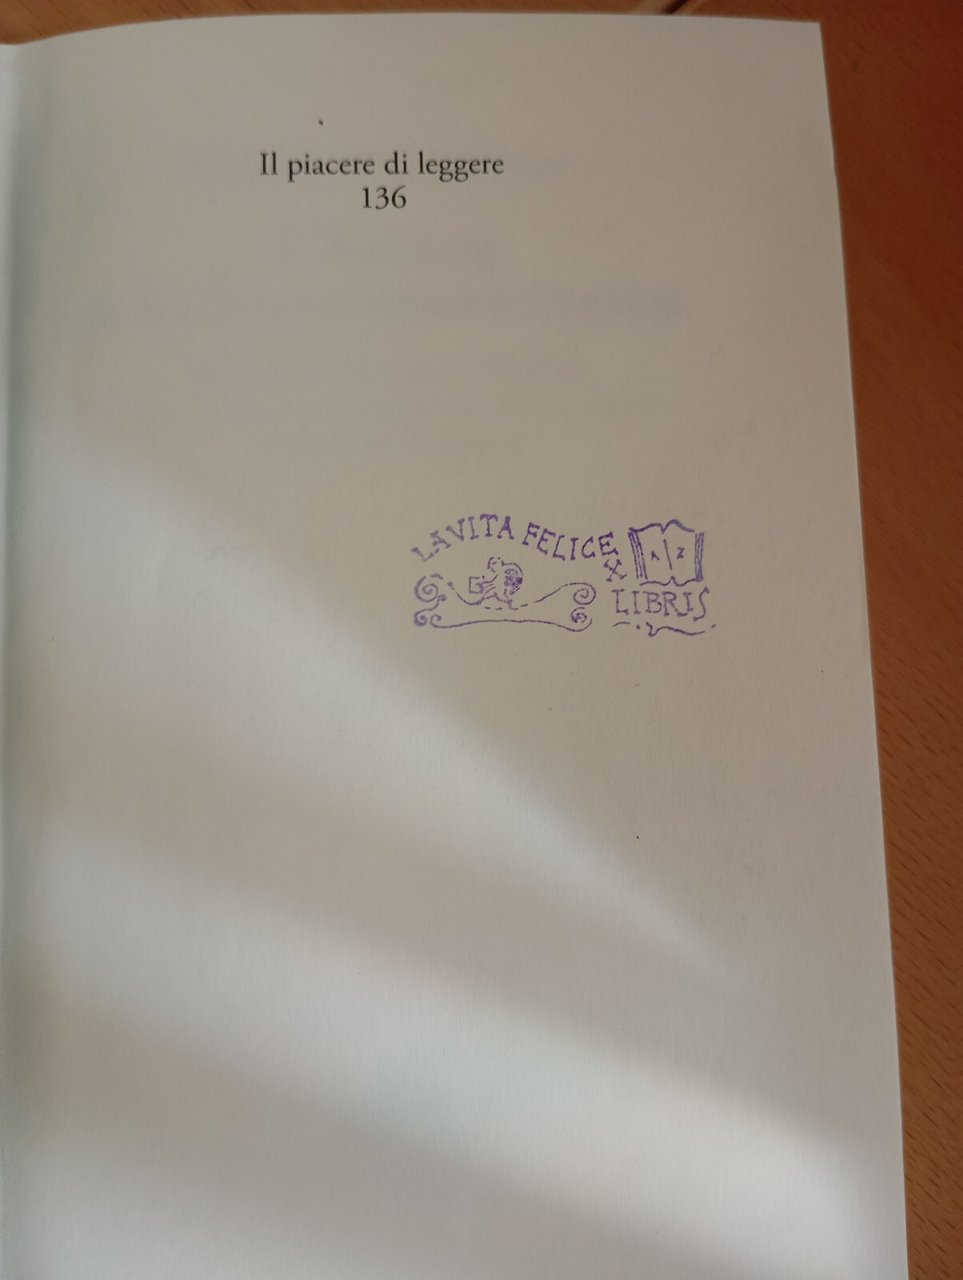 Il piacere di leggere
136
LA VITA FELICE
EX
LIBRIS
A Z